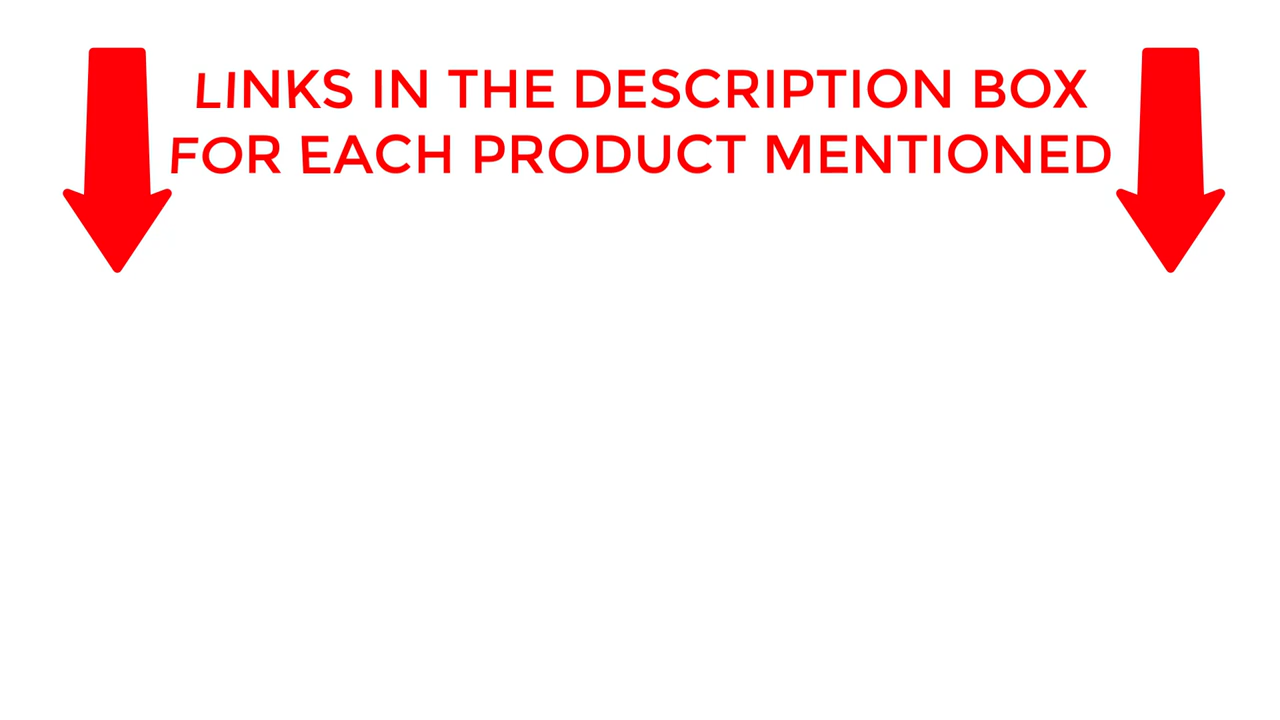 LINKS IN THE DESCRIPTION BOX
FOR EACH PRODUCT MENTIONED